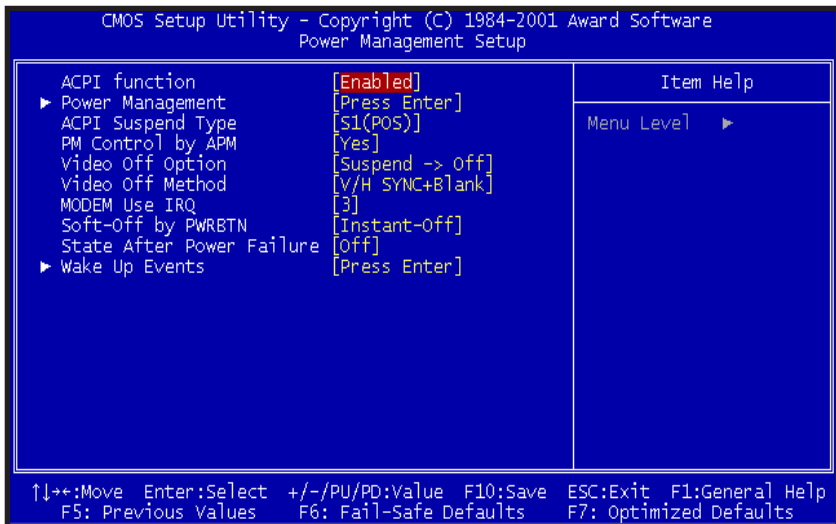 CMOS Setup Utility - Copyright (C) 1984-2001 Award Software
Power Management Setup
ACPI function [Enabled]
▶ Power Management [Press Enter]
ACPI Suspend Type [S1(POS)]
PM Control by APM [Yes]
Video Off Option [Suspend -> Off]
Video Off Method [V/H SYNC+Blank]
MODEM Use IRQ [3]
Soft-Off by PWRBTN [Instant-Off]
State After Power Failure [Off]
▶ Wake Up Events [Press Enter]
Item Help
Menu Level ▶
↑↓→←:Move Enter:Select +/-/PU/PD:Value F10:Save ESC:Exit F1:General Help
F5: Previous Values F6: Fail-Safe Defaults F7: Optimized Defaults